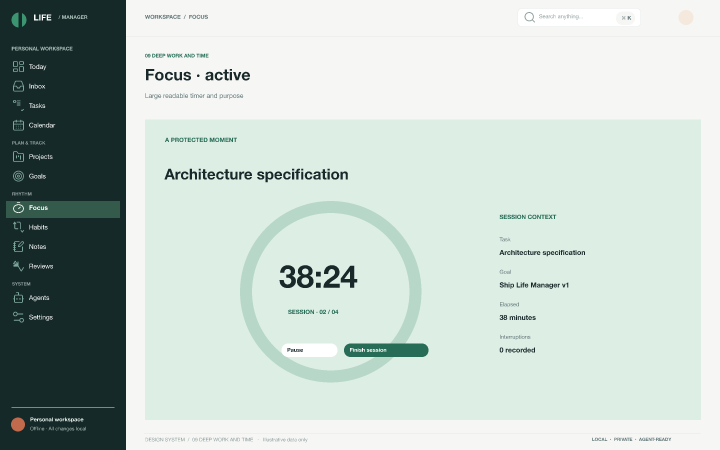 LIFE / MANAGER
PERSONAL WORKSPACE
Today
Inbox
Tasks
Calendar
PLAN & TRACK
Projects
Goals
RHYTHM
Focus
Habits
Notes
Reviews
SYSTEM
Agents
Settings
Personal workspace
Offline · All changes local
WORKSPACE / FOCUS
Search anything...
⌘ K
09 DEEP WORK AND TIME
Focus · active
Large readable timer and purpose
A PROTECTED MOMENT
Architecture specification
38:24
SESSION · 02 / 04
Pause
Finish session
SESSION CONTEXT
Task
Architecture specification
Goal
Ship Life Manager v1
Elapsed
38 minutes
Interruptions
0 recorded
DESIGN SYSTEM / 09 DEEP WORK AND TIME · Illustrative data only
LOCAL · PRIVATE · AGENT-READY